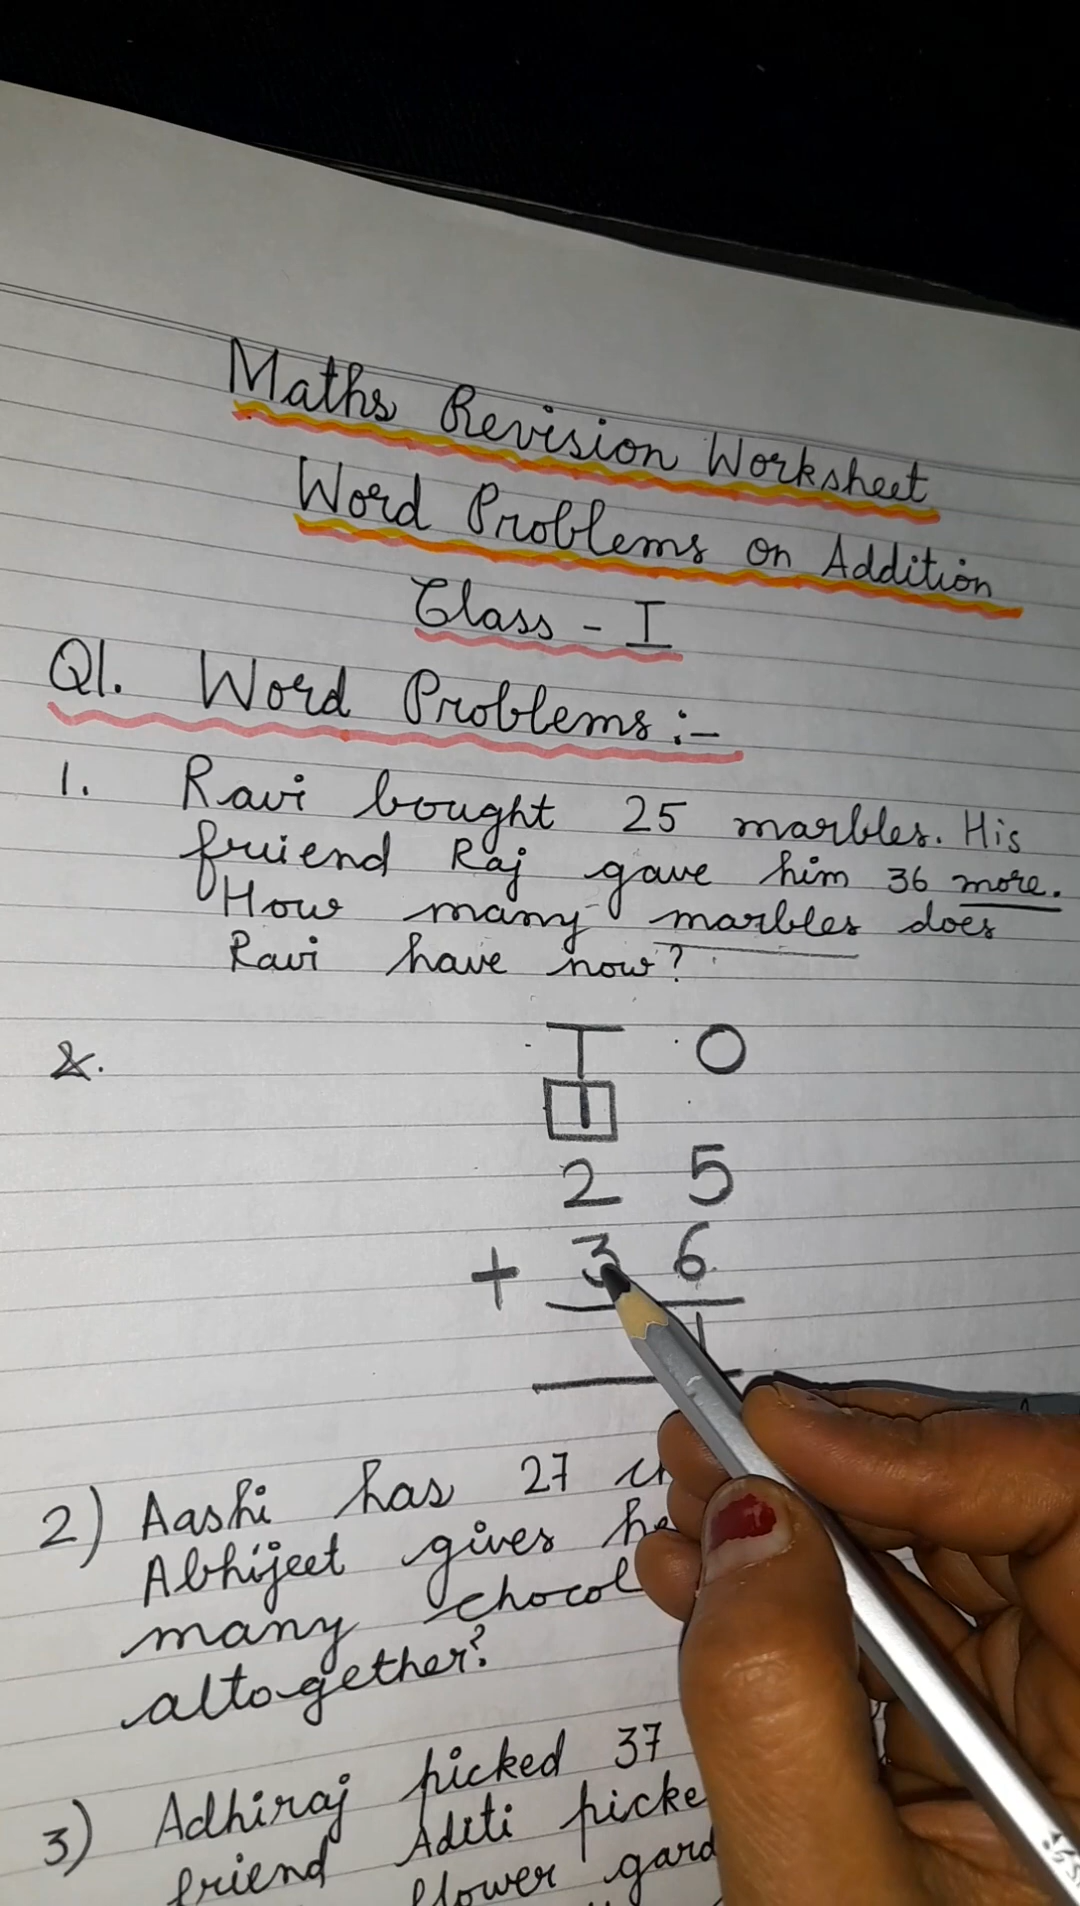 Maths Revision Worksheet
Word Problems on Addition
Class - I
Q1. Word Problems :-
1. Ravi bought 25 marbles. His
friend Raj gave him 36 more.
How many marbles does
Ravi have now?
T O
1
2 5
+ 3 6
1
2) Aashi has 27
Abhijeet gives
many
altogether?
3) Adhiraj picked 37
friend Aditi
flower